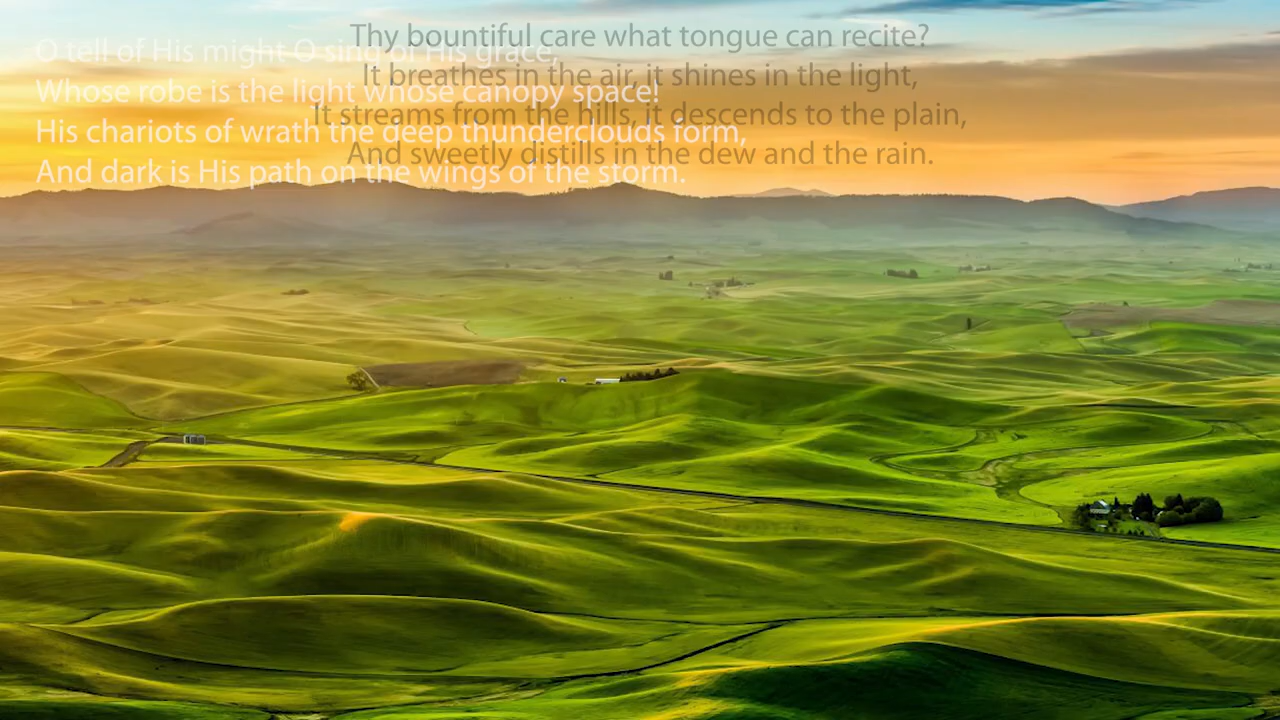 O tell of His might O sing of His grace,
Whose robe is the light whose canopy space!
His chariots of wrath the deep thunderclouds form,
And dark is His path on the wings of the storm.
Thy bountiful care what tongue can recite?
It breathes in the air, it shines in the light,
It streams from the hills, it descends to the plain,
And sweetly distills in the dew and the rain.